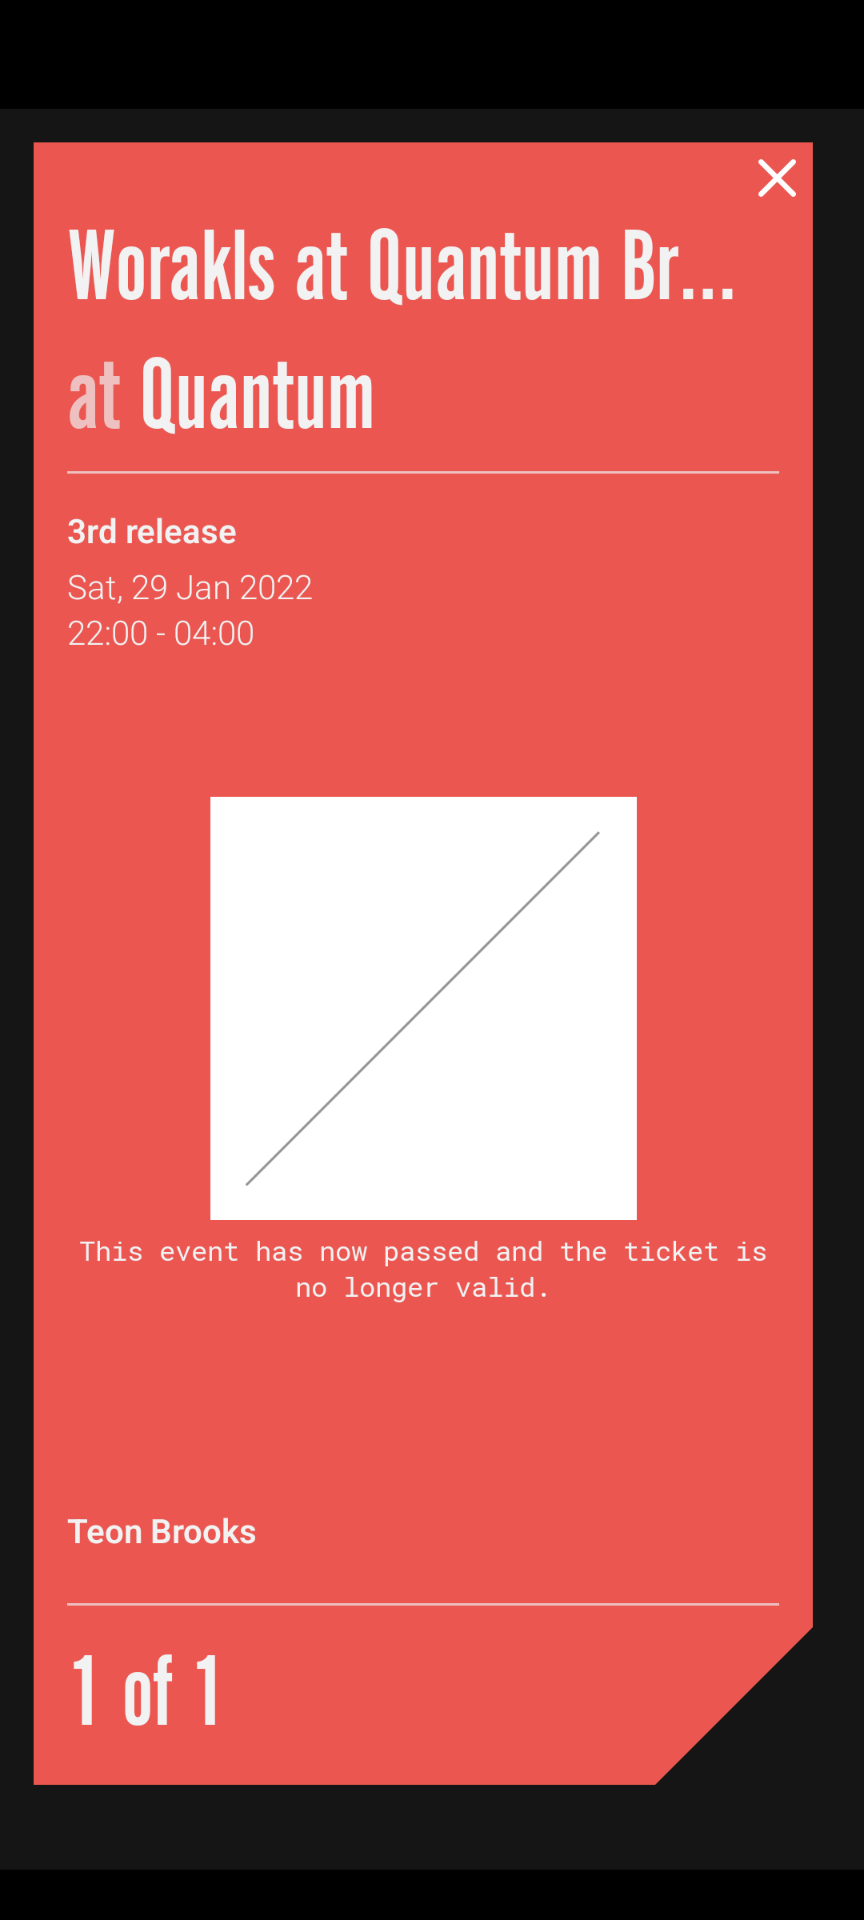 Worakls at Quantum Br...
at Quantum
3rd release
Sat, 29 Jan 2022
22:00 - 04:00
This event has now passed and the ticket is
no longer valid.
Teon Brooks
1 of 1